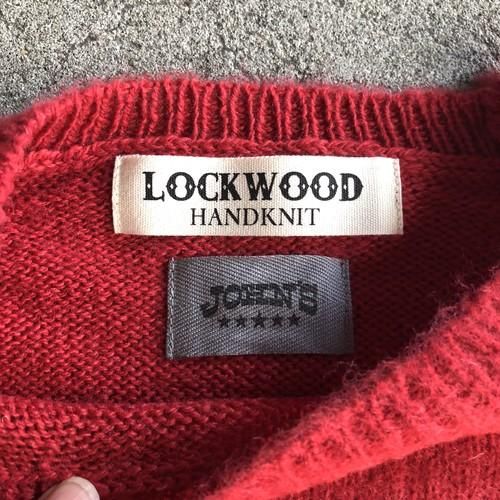 LOCKWOOD
HANDKNIT
JOHN'S
★★★★★